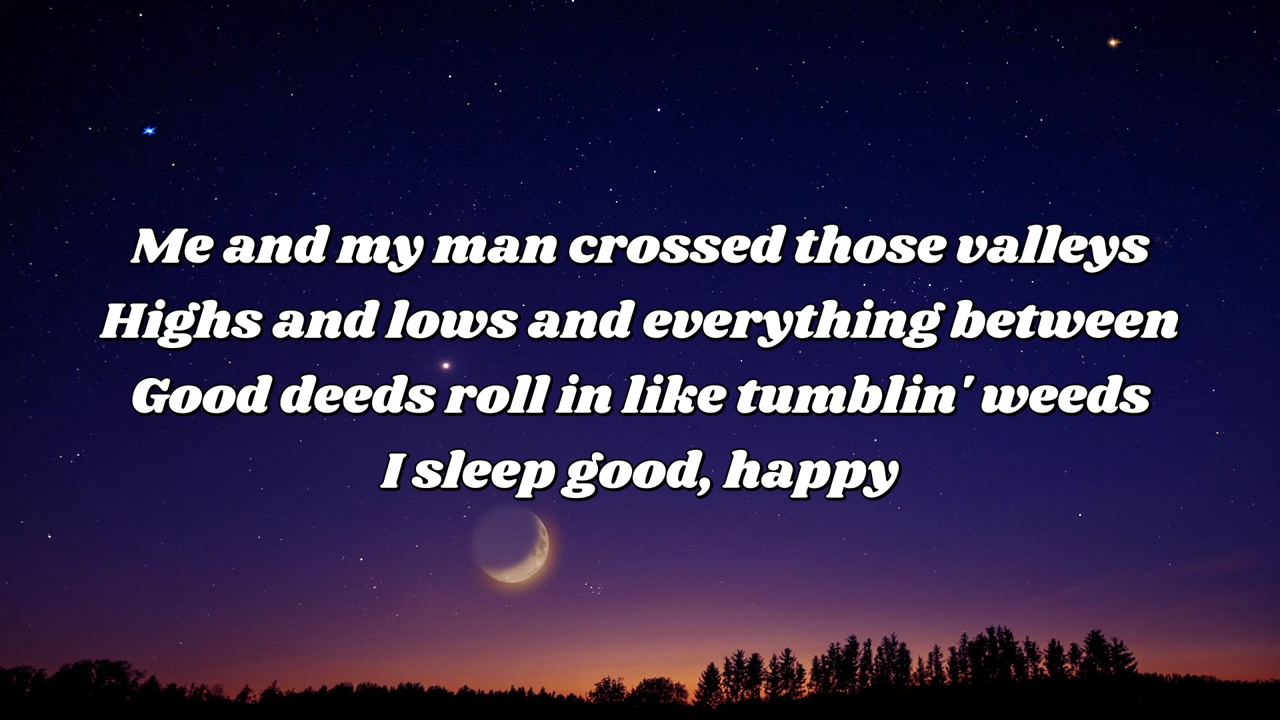 Me and my man crossed those valleys
Highs and lows and everything between
Good deeds roll in like tumblin' weeds
I sleep good, happy